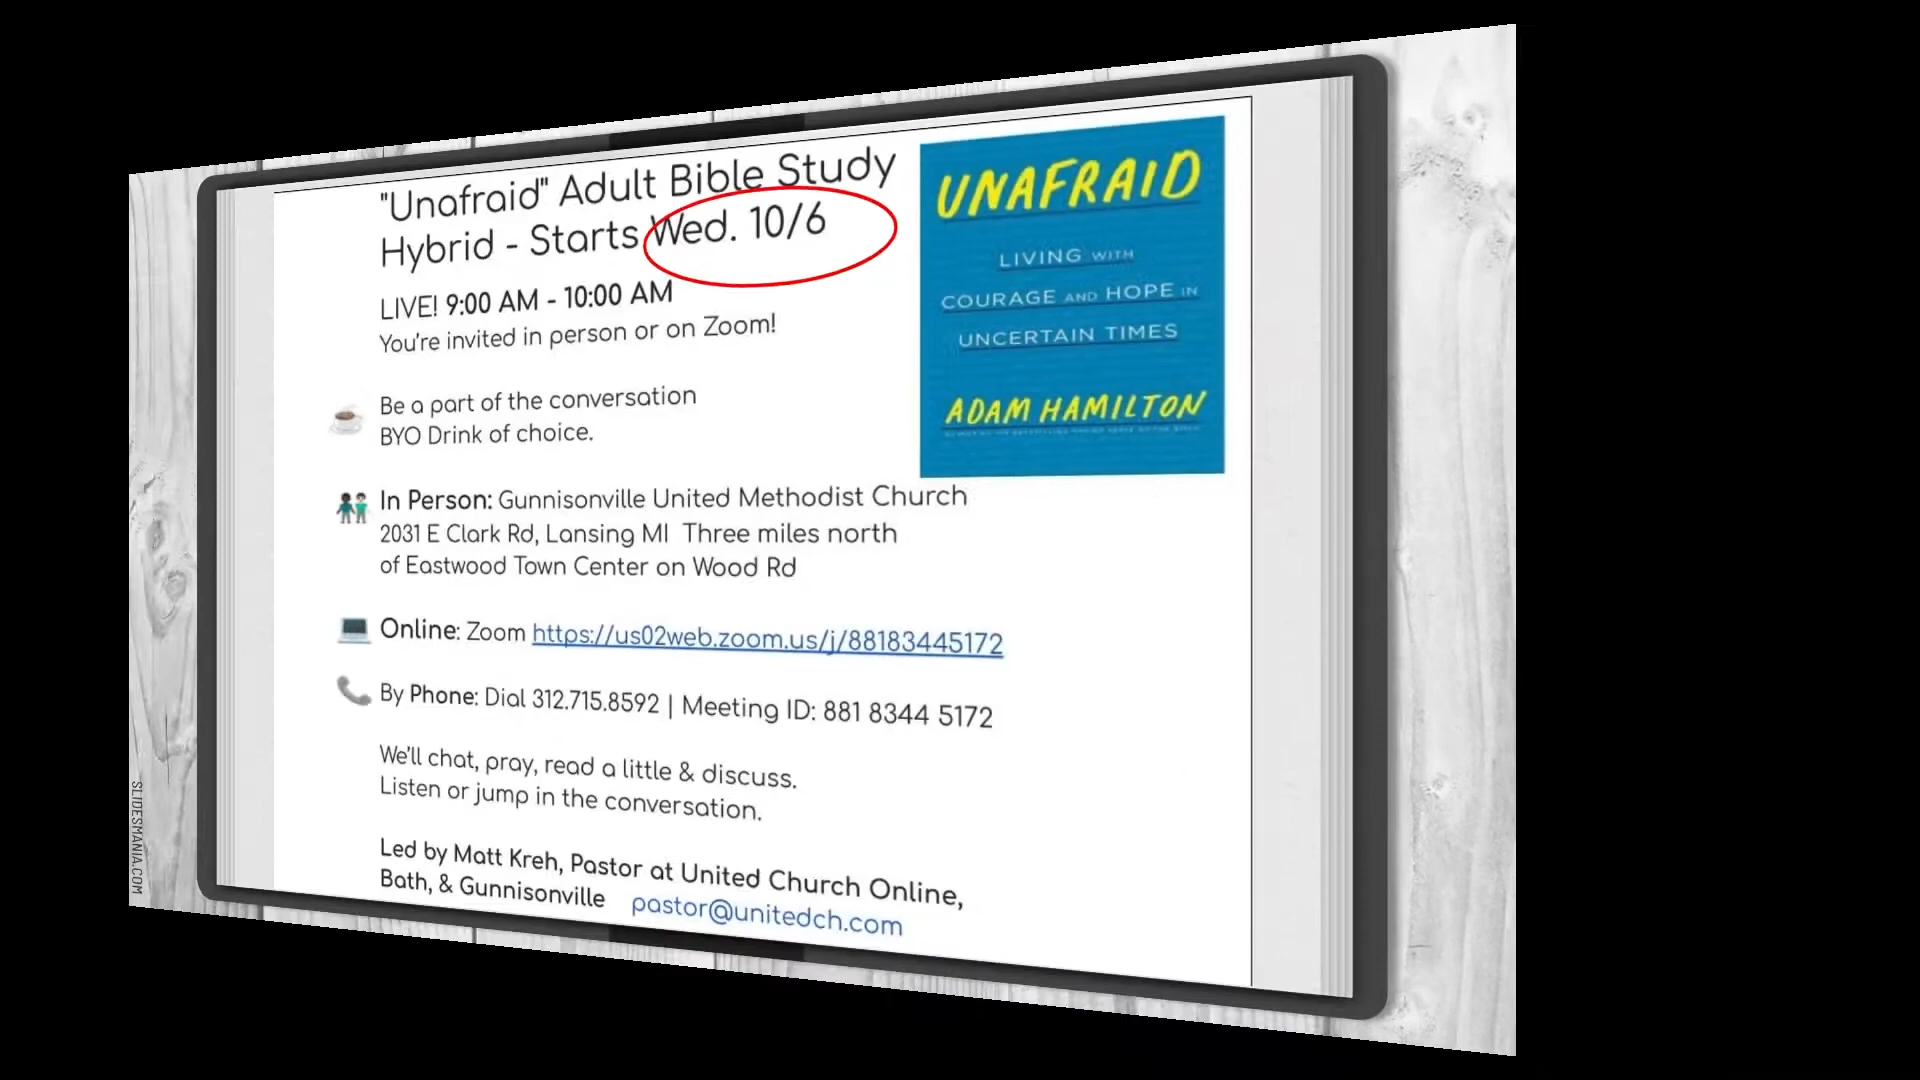 "Unafraid" Adult Bible Study
Hybrid - Starts Wed. 10/6
LIVE! 9:00 AM - 10:00 AM
You're invited in person or on Zoom!
Be a part of the conversation
BYO Drink of choice.
In Person: Gunnisonville United Methodist Church
2031 E Clark Rd, Lansing MI Three miles north
of Eastwood Town Center on Wood Rd
Online: Zoom https://us02web.zoom.us/j/88183445172
By Phone: Dial 312.715.8592 | Meeting ID: 881 8344 5172
We'll chat, pray, read a little & discuss.
Listen or jump in the conversation.
Led by Matt Kreh, Pastor at United Church Online,
Bath, & Gunnisonville pastor@unitedch.com
UNAFRAID
LIVING WITH
COURAGE AND HOPE IN
UNCERTAIN TIMES
ADAM HAMILTON
SLIDESMANIA.COM